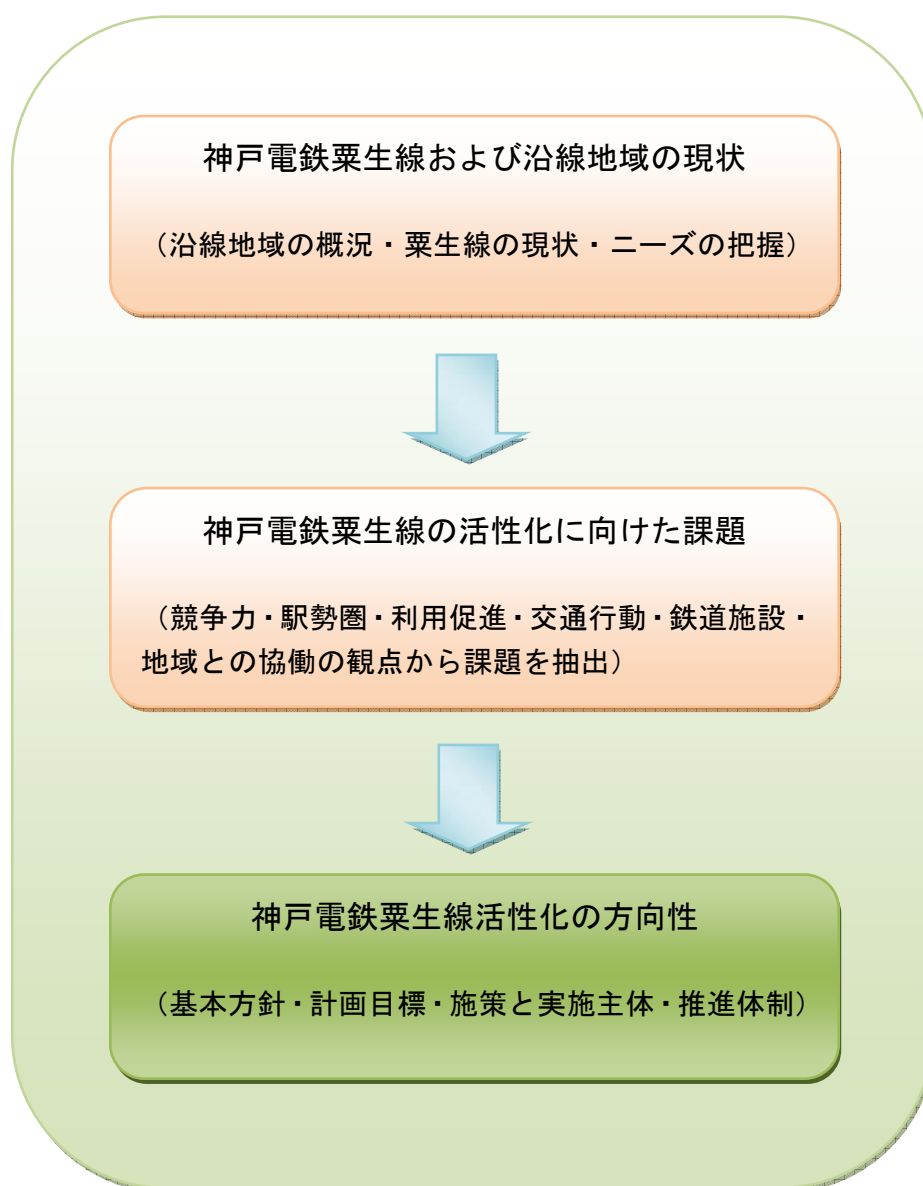 神戸電鉄粟生線および沿線地域の現状
（沿線地域の概況・粟生線の現状・ニーズの把握）
神戸電鉄粟生線の活性化に向けた課題
（競争力・駅勢圏・利用促進・交通行動・鉄道施設・
地域との協働の観点から課題を抽出）
神戸電鉄粟生線活性化の方向性
（基本方針・計画目標・施策と実施主体・推進体制）